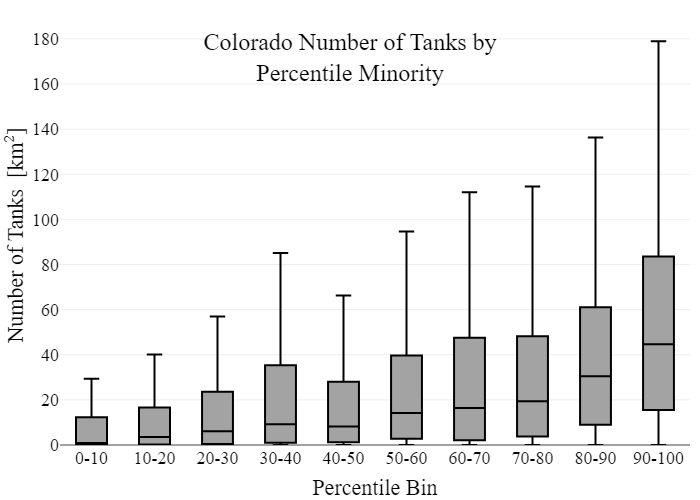 Colorado Number of Tanks by
Percentile Minority
Number of Tanks [km²]
180
160
140
120
100
80
60
40
20
0
0-10 10-20 20-30 30-40 40-50 50-60 60-70 70-80 80-90 90-100
Percentile Bin